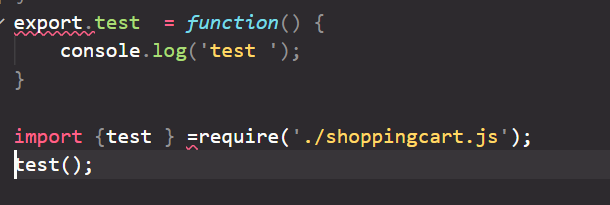 export.test  = function() {
    console.log('test ');
}
import {test } =require('./shoppingcart.js');
test();